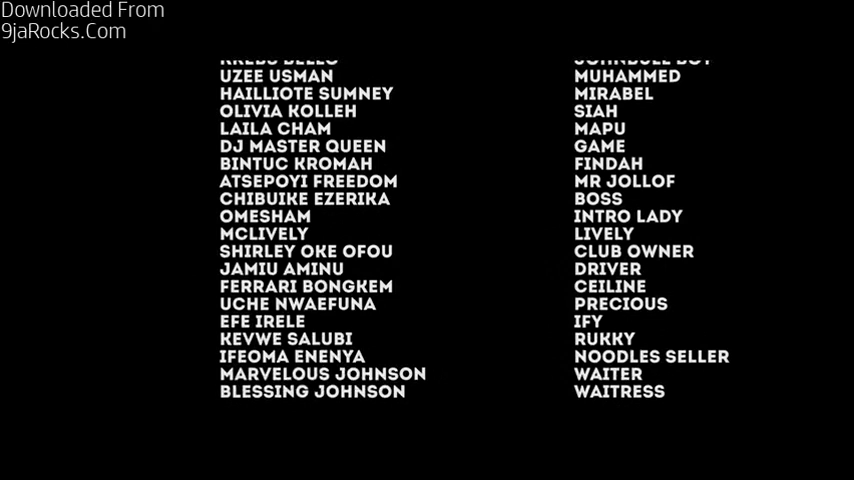 Downloaded From
9jaRocks.Com
UZEE USMAN MUHAMMED
HAILLIOTE SUMNEY MIRABEL
OLIVIA KOLLEH SIAH
LAILA CHAM MAPU
DJ MASTER QUEEN GAME
BINTUC KROMAH FINDAH
ATSEPOYI FREEDOM MR JOLLOF
CHIBUIKE EZERIKA BOSS
OMESHAM INTRO LADY
MCLIVELY LIVELY
SHIRLEY OKE OFOU CLUB OWNER
JAMIU AMINU DRIVER
FERRARI BONGKEM CEILINE
UCHE NWAEFUNA PRECIOUS
EFE IRELE IFY
KEVWE SALUBI RUKKY
IFEOMA ENENYA NOODLES SELLER
MARVELOUS JOHNSON WAITER
BLESSING JOHNSON WAITRESS